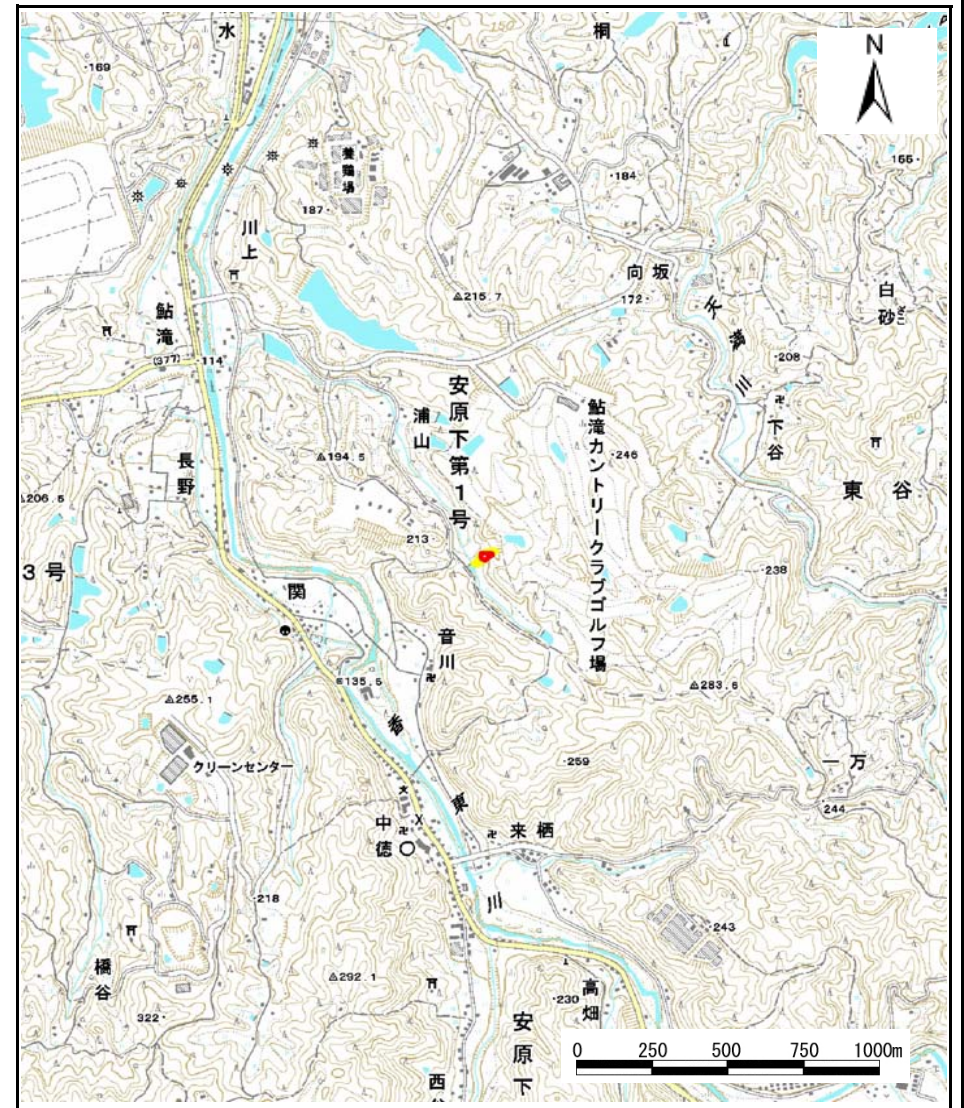 水
桐
N
150
169
養鶏場
184
166
187
川上
向坂
215.7
172
白砂
鮎滝
天満川
208
(377)
114
安原下第1号
浦山
鮎滝カントリークラブゴルフ場
下谷
194.5
246
長野
206.5
東谷
213
3号
238
関
音川
135.5
283.6
255.1
香東川
クリーンセンター
259
一万
244
中徳
来栖
218
243
橋谷
292.1
230
高畑
322
安原下
西
0 250 500 750 1000m